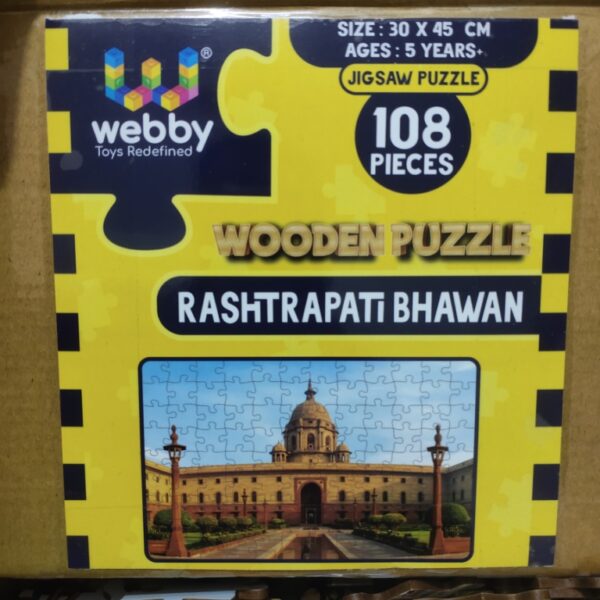 SIZE : 30 X 45 CM
AGES : 5 YEARS+
JIGSAW PUZZLE
108
PIECES
®
webby
Toys Redefined
WOODEN PUZZLE
RASHTRAPATi BHAWAN